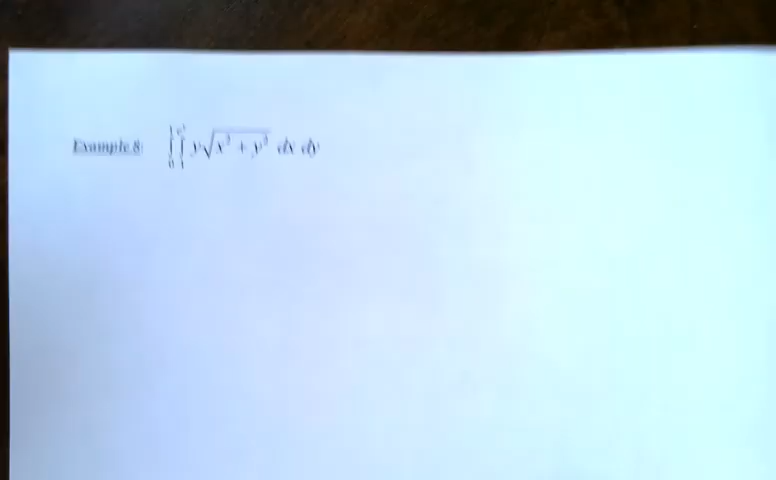 Example 8: ∫∫ y√x² + y² dx dy